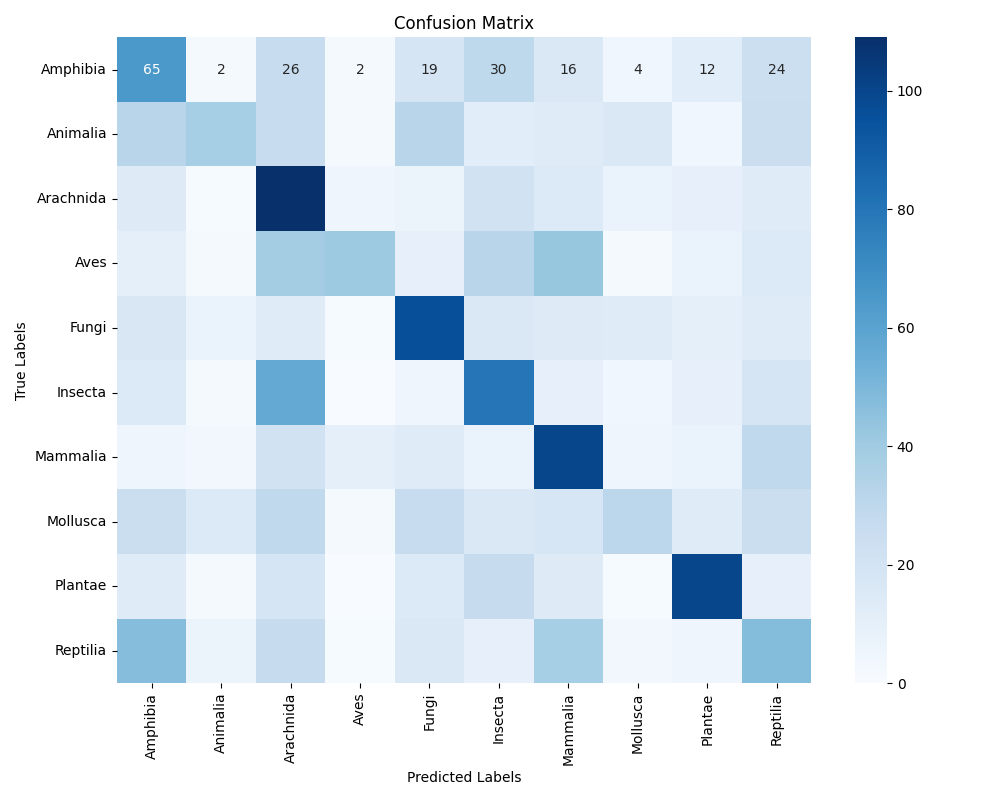 Confusion Matrix
True Labels
Amphibia 65 2 26 2 19 30 16 4 12 24
Animalia
Arachnida
Aves
Fungi
Insecta
Mammalia
Mollusca
Plantae
Reptilia
Amphibia Animalia Arachnida Aves Fungi Insecta Mammalia Mollusca Plantae Reptilia
Predicted Labels
100
80
60
40
20
0